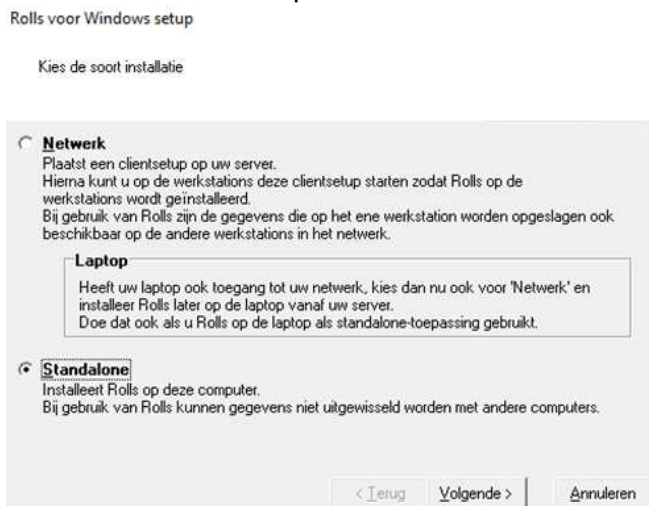 Rolls voor Windows setup
Kies de soort installatie
Netwerk
Plaatst een clientsetup op uw server.
Hierna kunt u op de werkstations deze clientsetup starten zodat Rolls op de
werkstations wordt geïnstalleerd.
Bij gebruik van Rolls zijn de gegevens die op het ene werkstation worden opgeslagen ook
beschikbaar op de andere werkstations in het netwerk.
Laptop
Heeft uw laptop ook toegang tot uw netwerk, kies dan nu ook voor 'Netwerk' en
installeer Rolls later op de laptop vanaf uw server.
Doe dat ook als u Rolls op de laptop als standalone-toepassing gebruikt.
Standalone
Installeert Rolls op deze computer.
Bij gebruik van Rolls kunnen gegevens niet uitgewisseld worden met andere computers.
< Terug Volgende > Annuleren